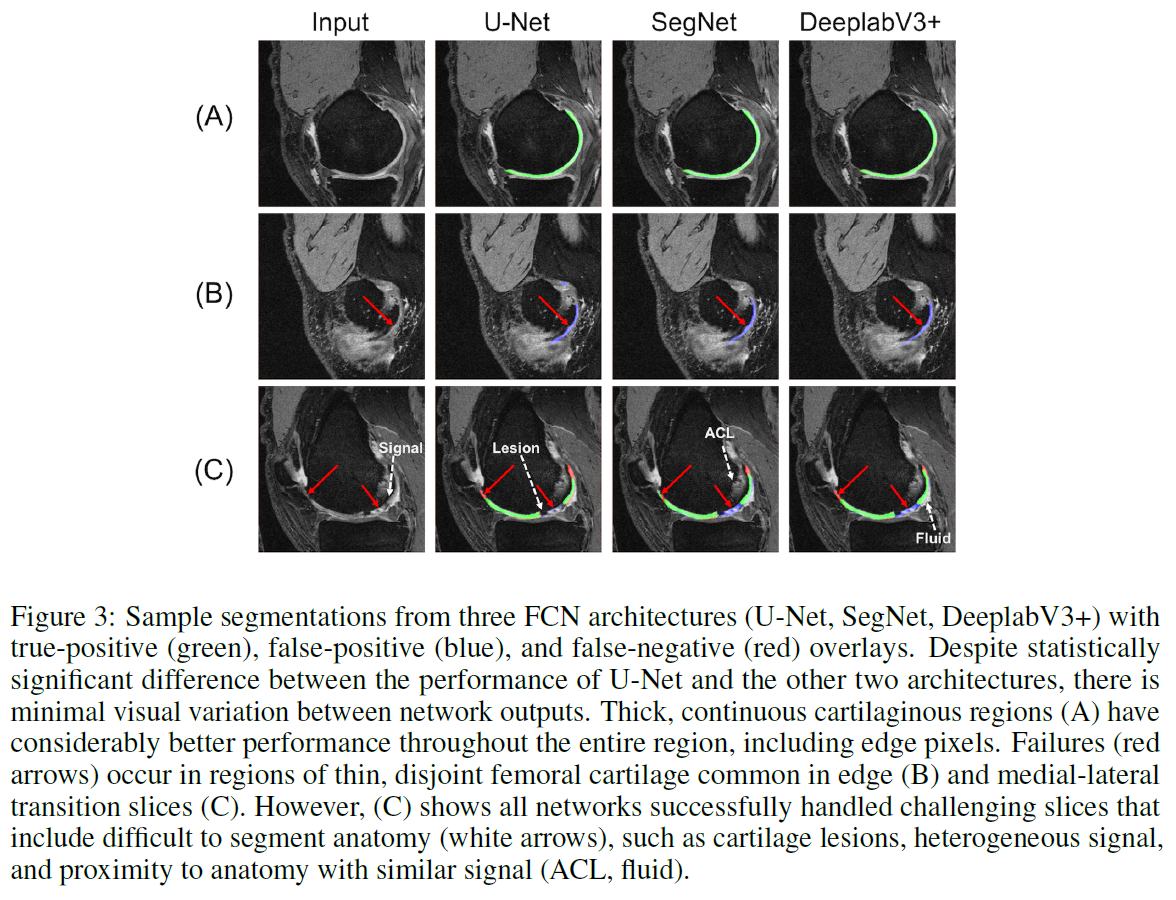 Input U-Net SegNet DeeplabV3+
(A)
(B)
(C)
Signal Lesion ACL
Fluid
Figure 3: Sample segmentations from three FCN architectures (U-Net, SegNet, DeeplabV3+) with
true-positive (green), false-positive (blue), and false-negative (red) overlays. Despite statistically
significant difference between the performance of U-Net and the other two architectures, there is
minimal visual variation between network outputs. Thick, continuous cartilaginous regions (A) have
considerably better performance throughout the entire region, including edge pixels. Failures (red
arrows) occur in regions of thin, disjoint femoral cartilage common in edge (B) and medial-lateral
transition slices (C). However, (C) shows all networks successfully handled challenging slices that
include difficult to segment anatomy (white arrows), such as cartilage lesions, heterogeneous signal,
and proximity to anatomy with similar signal (ACL, fluid).